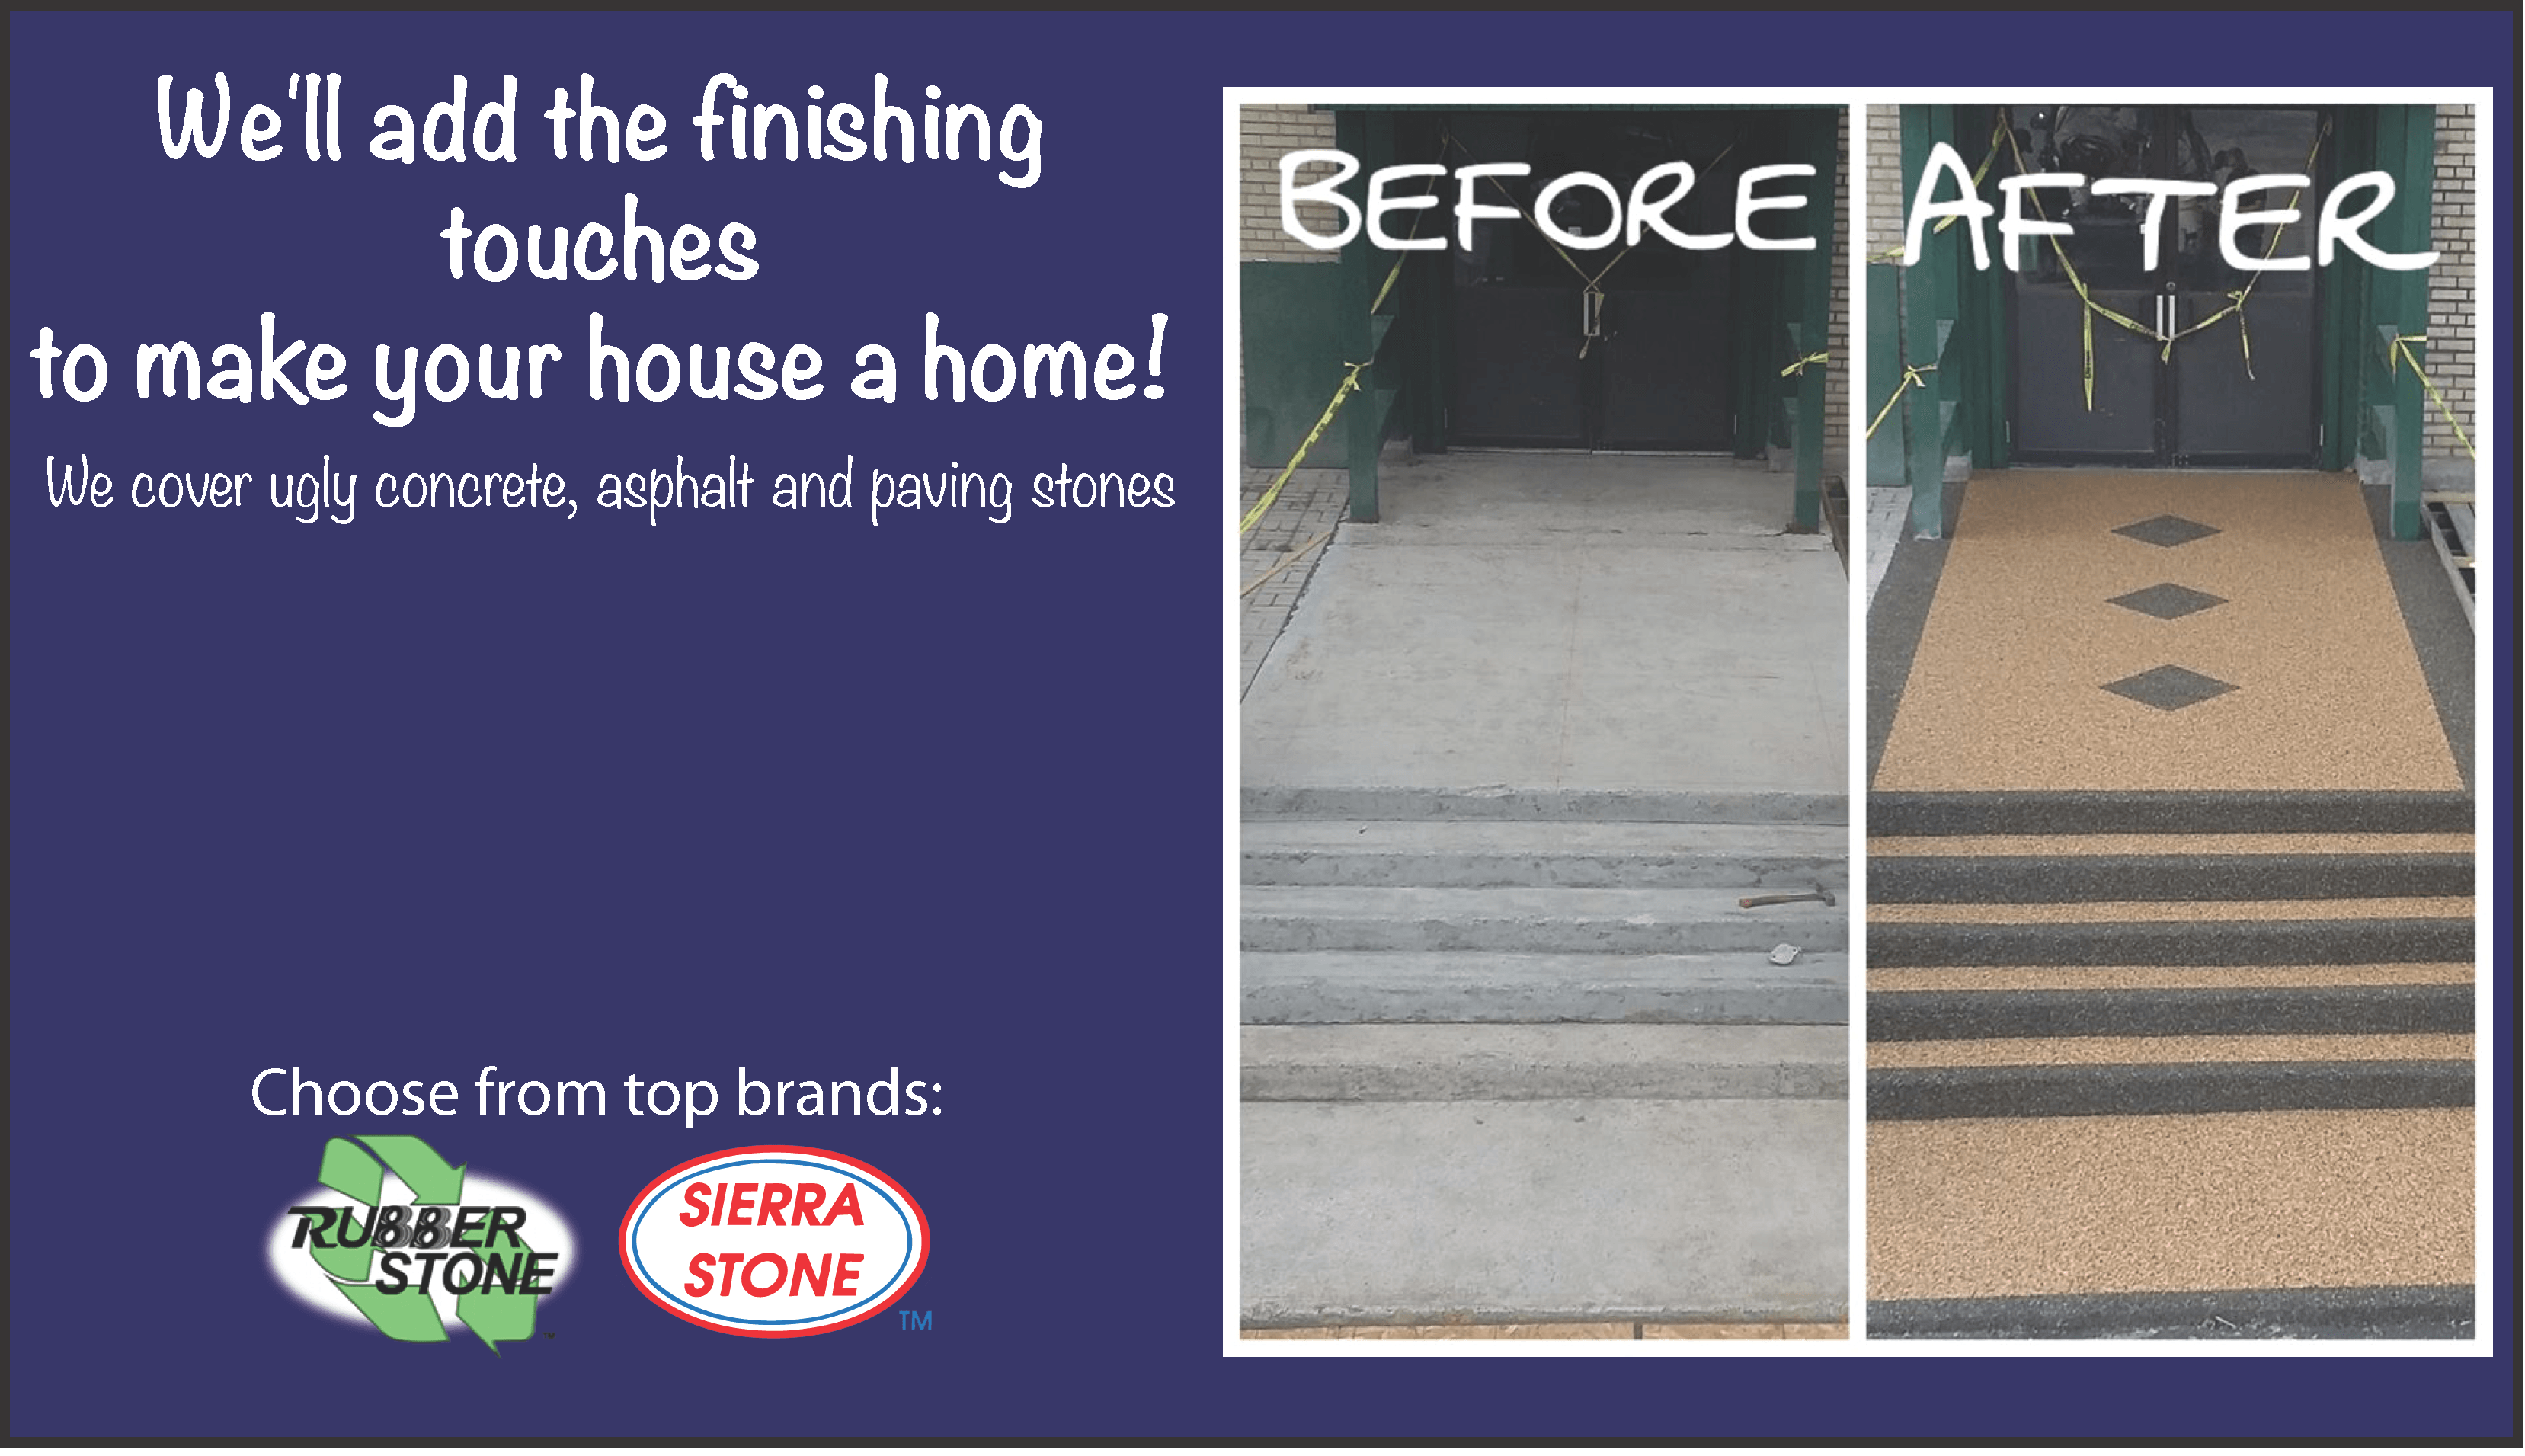 We'll add the finishing
touches
to make your house a home!
We cover ugly concrete, asphalt and paving stones
Choose from top brands:
RUBBER
STONE
TM
SIERRA
STONE
TM
BEFORE
AFTER